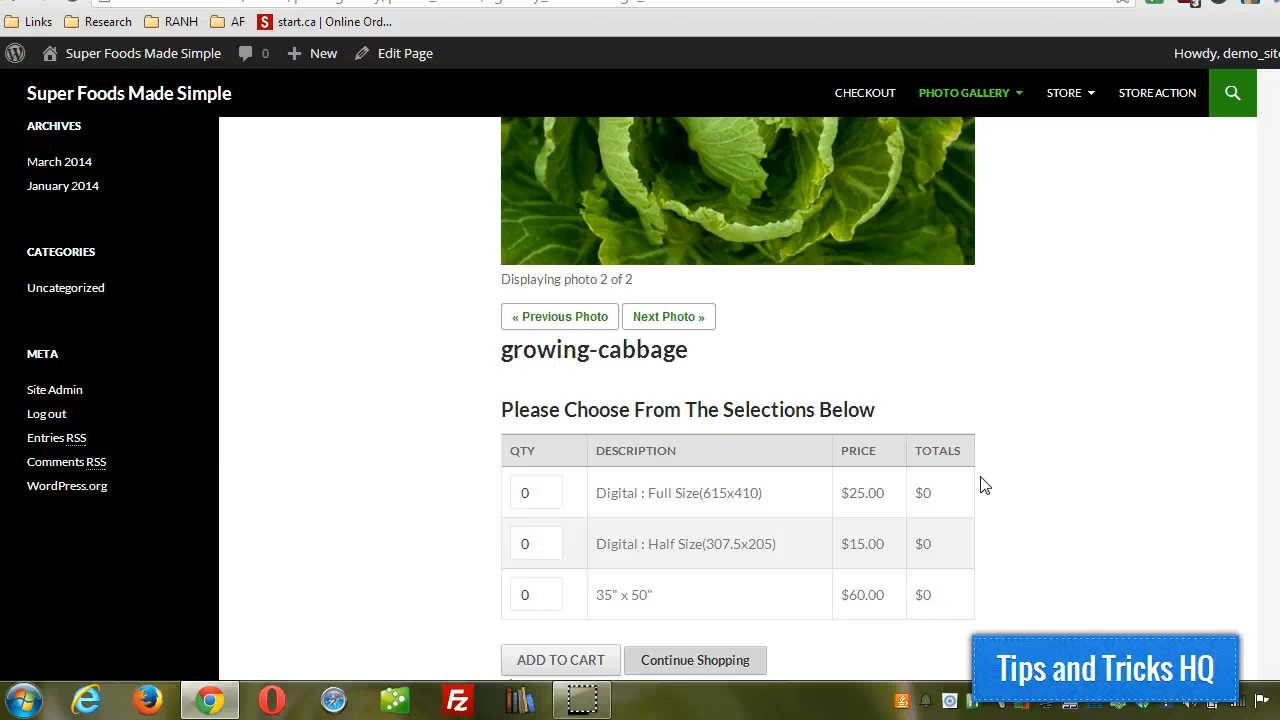 Links Research RANH AF start.ca | Online Ord...
Super Foods Made Simple 0 New Edit Page Howdy, demo_site
Super Foods Made Simple CHECKOUT PHOTO GALLERY STORE STORE ACTION
ARCHIVES
March 2014
January 2014
CATEGORIES
Uncategorized
META
Site Admin
Log out
Entries RSS
Comments RSS
WordPress.org
Displaying photo 2 of 2
« Previous Photo Next Photo »
growing-cabbage
Please Choose From The Selections Below
QTY DESCRIPTION PRICE TOTALS
0 Digital : Full Size(615x410) $25.00 $0
0 Digital : Half Size(307.5x205) $15.00 $0
0 35" x 50" $60.00 $0
ADD TO CART Continue Shopping
Tips and Tricks HQ